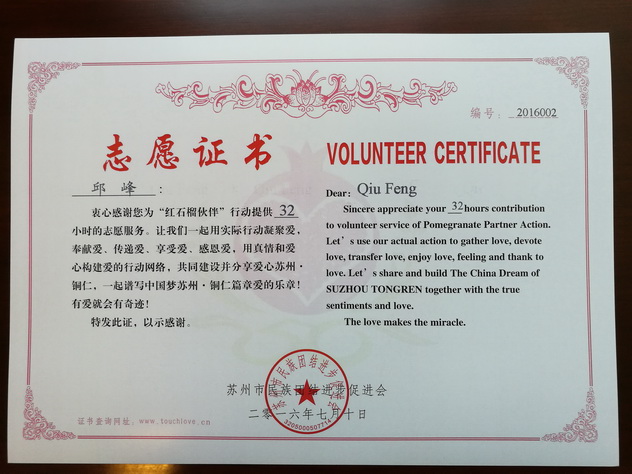 编号： 2016002
志愿证书
邱 峰 ：
衷心感谢您为“红石榴伙伴”行动提供 32
小时的志愿服务。让我们一起用实际行动凝聚爱，
奉献爱、传递爱、享受爱、感恩爱，用真情和爱
心构建爱的行动网络，共同建设并分享爱心苏州·
铜仁，一起谱写中国梦苏州·铜仁篇章爱的乐章！
有爱就会有奇迹！
特发此证，以示感谢。
VOLUNTEER CERTIFICATE
Dear: Qiu Feng
Sincere appreciate your 32 hours contribution
to volunteer service of Pomegranate Partner Action.
Let’s use our actual action to gather love, devote
love, transfer love, enjoy love, feeling and thank to
love. Let’s share and build The China Dream of
SUZHOU TONGREN together with the true
sentiments and love.
The love makes the miracle.
苏州市民族团结进步促进会
二零一六年七月十日
3205000507714
证书查询网址：www.touchlove.cn